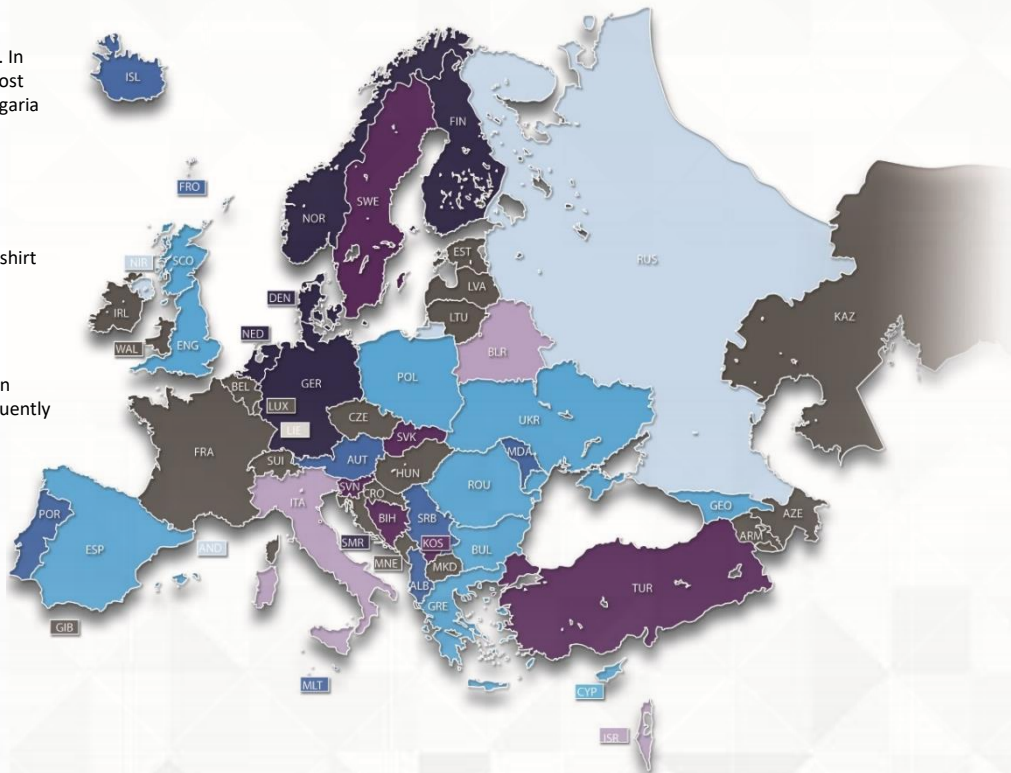 . In
ost
garia
shirt
n
quently
ISL
FRO
FIN
SWE
NOR
RUS
SCO
NIR
EST
LVA
DEN
IRL
LTU
KAZ
NED
WAL
ENG
BLR
GER
POL
BEL
LUX
CZE
UKR
LIE
SVK
FRA
MDA
SUI
AUT
HUN
ROU
SVN
CRO
ITA
POR
GEO
AZE
BIH
SRB
ESP
ARM
AND
SMR
KOS
BUL
MNE
MKD
ALB
TUR
GRE
GIB
MLT
CYP
ISR